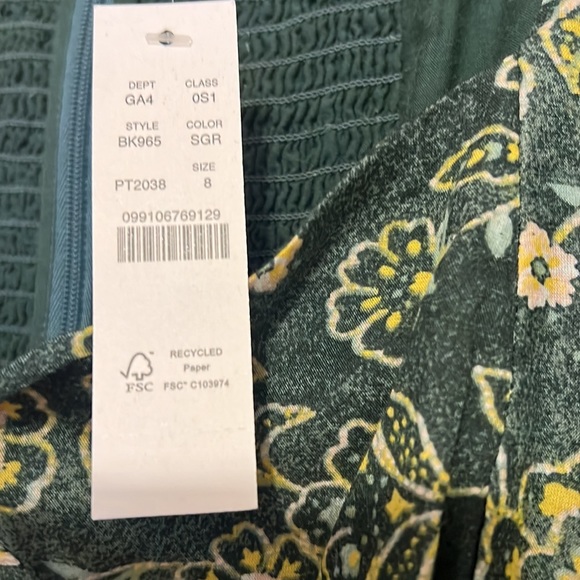 DEPT CLASS
GA4 0S1
STYLE COLOR
BK965 SGR
SIZE
PT2038 8
099106769129
RECYCLED
Paper
FSC FSC® C103974